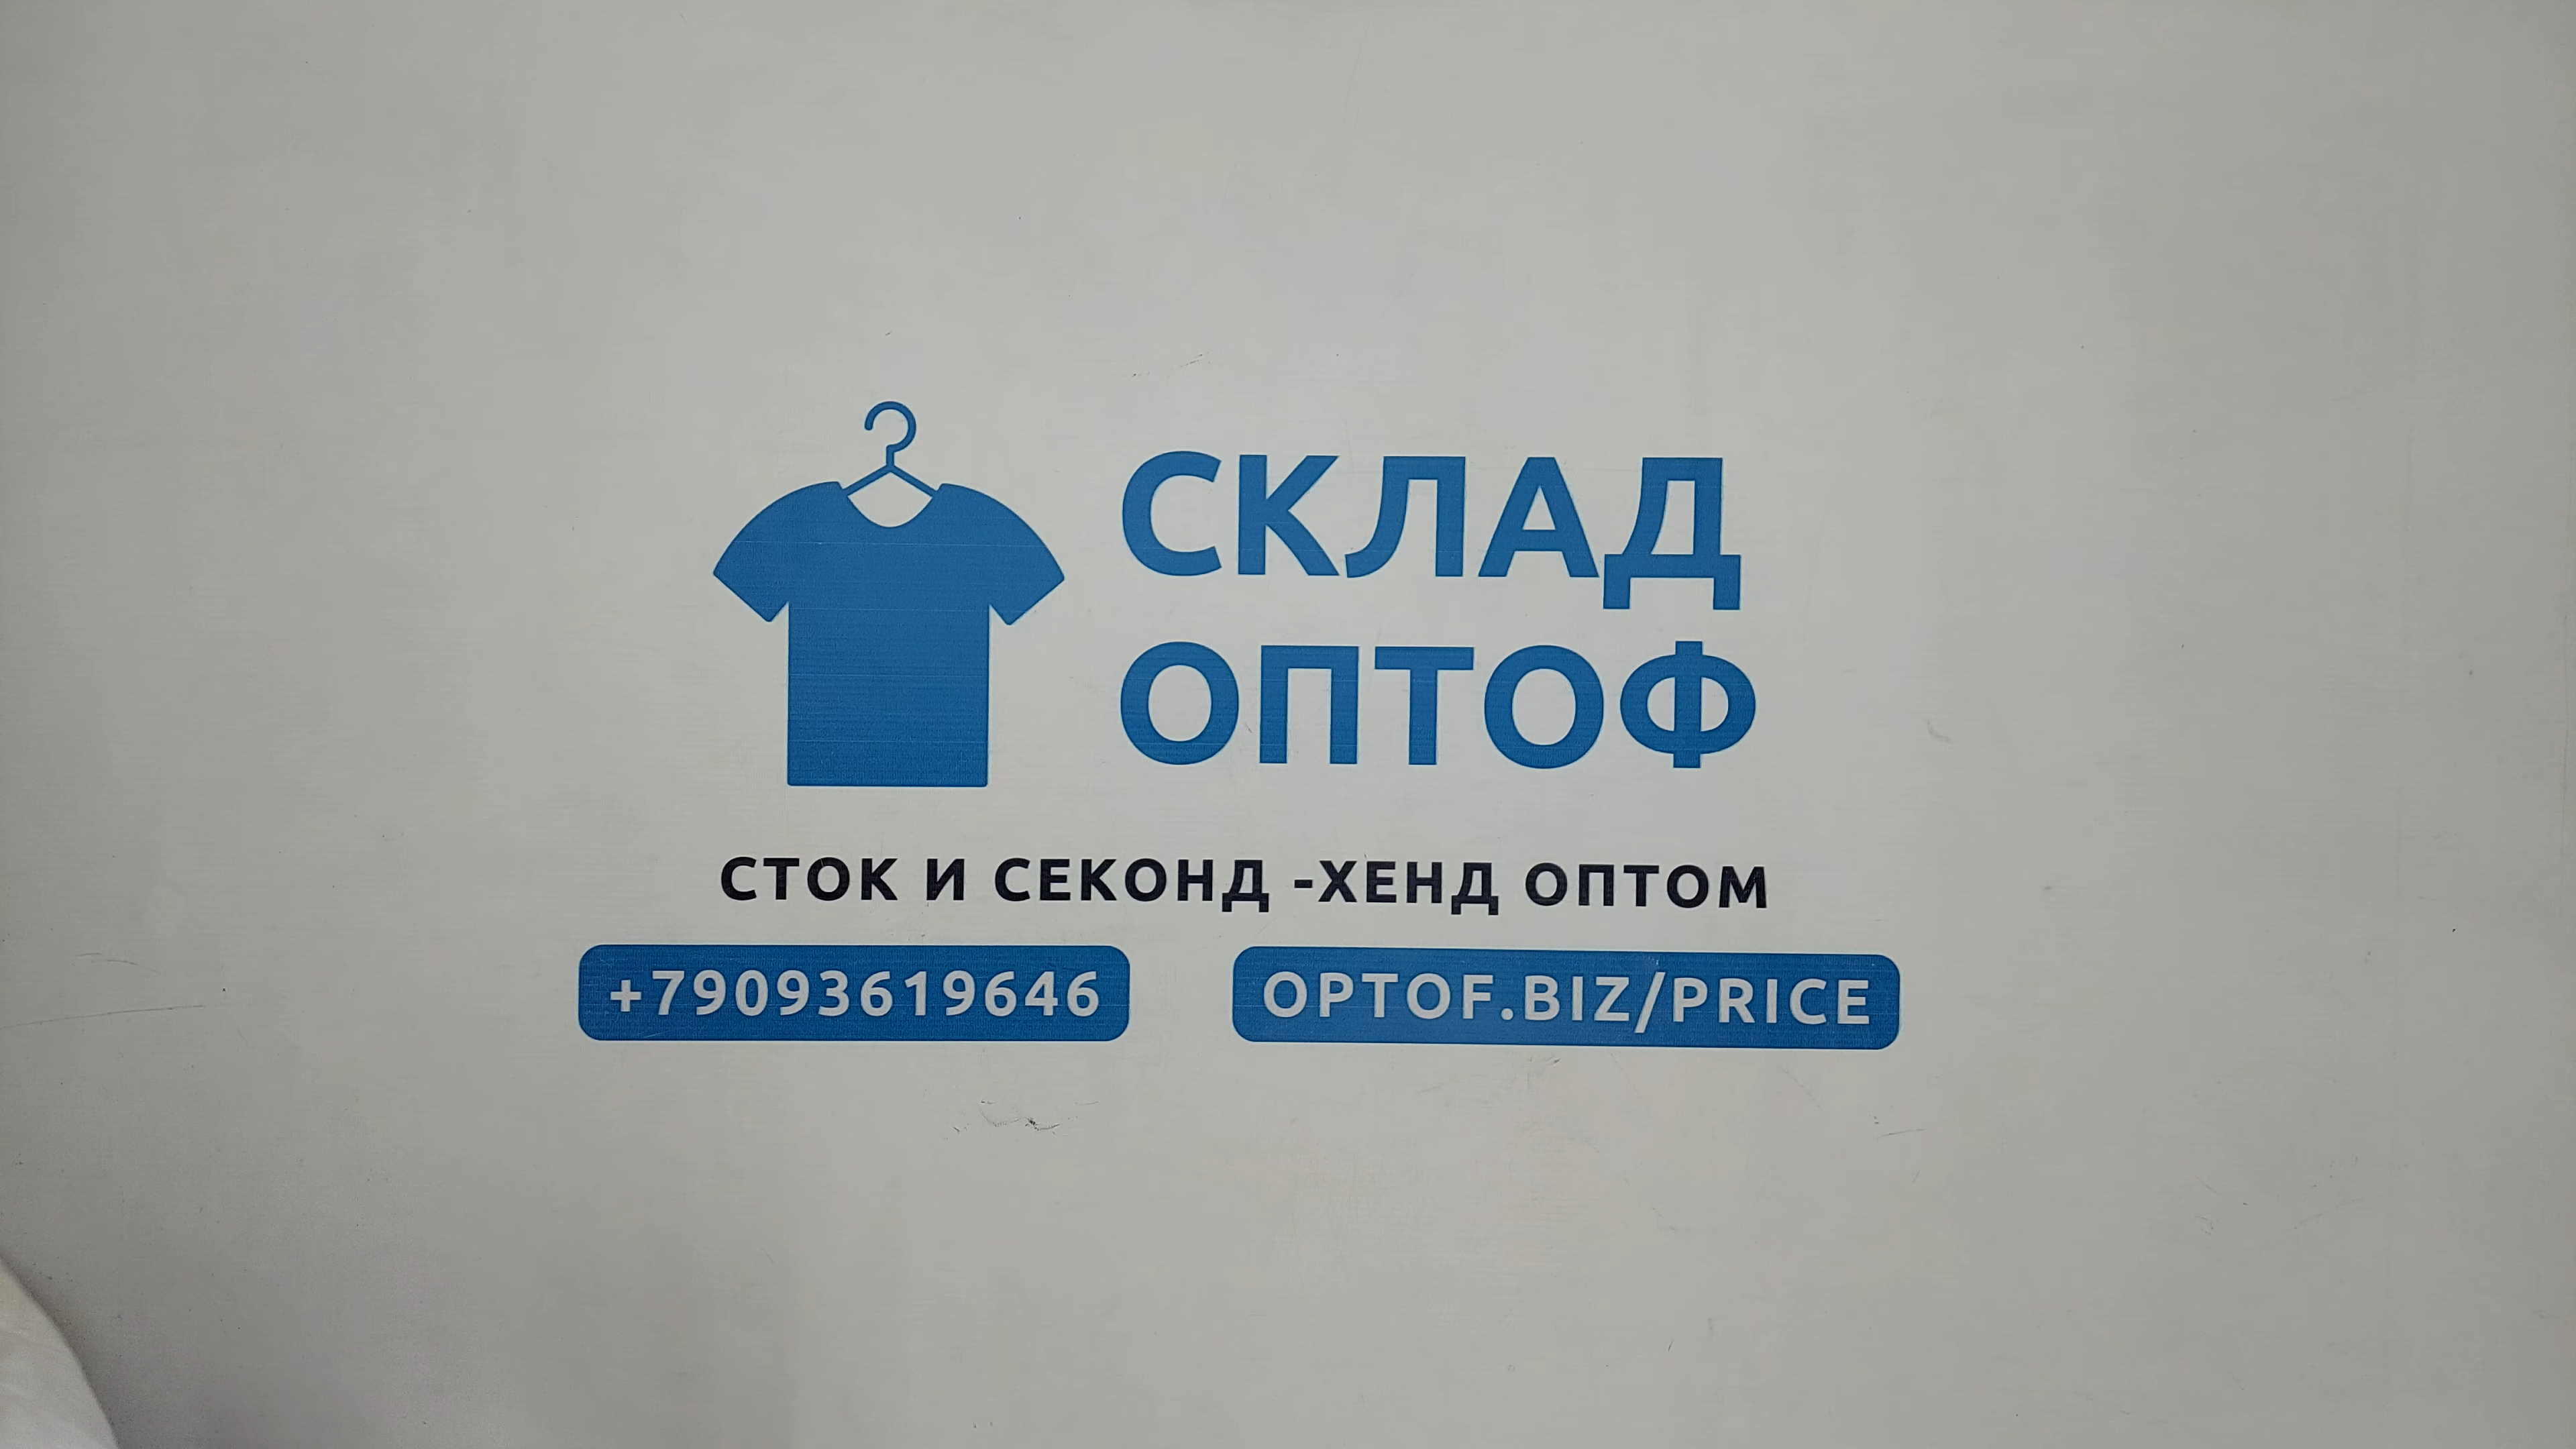 СКЛАД
ОПТОФ
СТОК И СЕКОНД -ХЕНД ОПТОМ
+79093619646
OPTOF.BIZ/PRICE